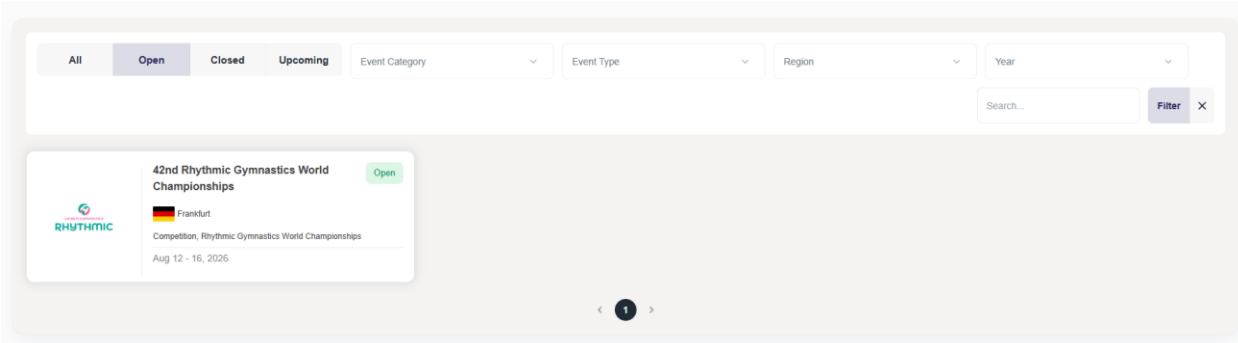 All Open Closed Upcoming Event Category Event Type Region Year
Search... Filter ×
42nd Rhythmic Gymnastics World
Championships
Open
RHYTHMIC
Frankfurt
Competition, Rhythmic Gymnastics World Championships
Aug 12 - 16, 2026
1